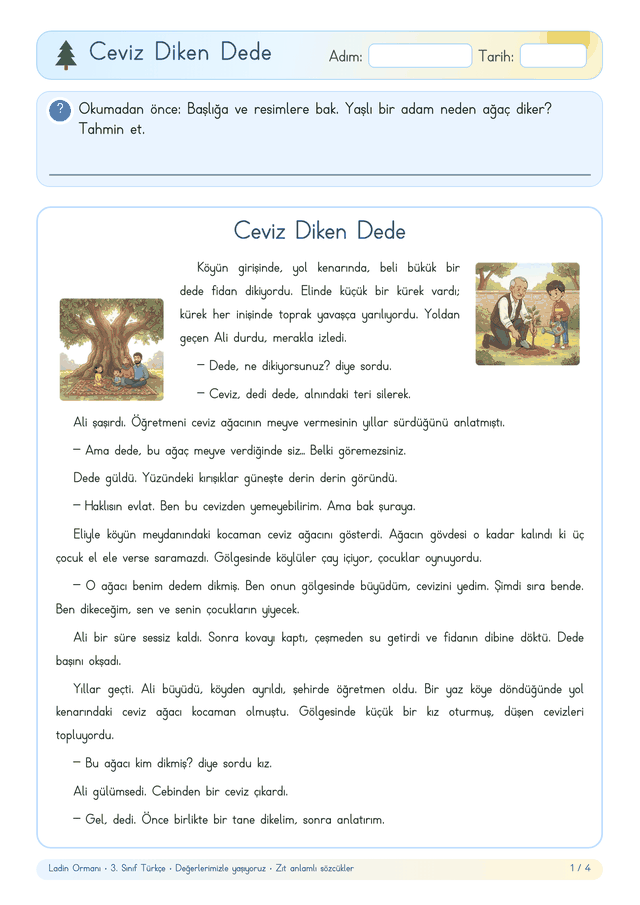 Ceviz Diken Dede
Adım:
Tarih:
?
Okumadan önce: Başlığa ve resimlere bak. Yaşlı bir adam neden ağaç diker?
Tahmin et.
Ceviz Diken Dede
Köyün girişinde, yol kenarında, beli bükük bir
dede fidan dikiyordu. Elinde küçük bir kürek vardı;
kürek her inişinde toprak yavaşça yarılıyordu. Yoldan
geçen Ali durdu, merakla izledi.
– Dede, ne dikiyorsunuz? diye sordu.
– Ceviz, dedi dede, alnındaki teri silerek.
Ali şaşırdı. Öğretmeni ceviz ağacının meyve vermesinin yıllar sürdüğünü anlatmıştı.
– Ama dede, bu ağaç meyve verdiğinde siz... Belki göremezsiniz.
Dede güldü. Yüzündeki kırışıklar güneşte derin derin göründü.
– Haklısın evlat. Ben bu cevizden yemeyebilirim. Ama bak şuraya.
Eliyle köyün meydanındaki kocaman ceviz ağacını gösterdi. Ağacın gövdesi o kadar kalındı ki üç
çocuk el ele verse saramazdı. Gölgesinde köylüler çay içiyor, çocuklar oynuyordu.
– O ağacı benim dedem dikmiş. Ben onun gölgesinde büyüdüm, cevizini yedim. Şimdi sıra bende.
Ben dikeceğim, sen ve senin çocukların yiyecek.
Ali bir süre sessiz kaldı. Sonra kovayı kaptı, çeşmeden su getirdi ve fidanın dibine döktü. Dede
başını okşadı.
Yıllar geçti. Ali büyüdü, köyden ayrıldı, şehirde öğretmen oldu. Bir yaz köye döndüğünde yol
kenarındaki ceviz ağacı kocaman olmuştu. Gölgesinde küçük bir kız oturmuş, düşen cevizleri
topluyordu.
– Bu ağacı kim dikmiş? diye sordu kız.
Ali gülümsedi. Cebinden bir ceviz çıkardı.
– Gel, dedi. Önce birlikte bir tane dikelim, sonra anlatırım.
Ladin Ormanı • 3. Sınıf Türkçe • Değerlerimizle yaşıyoruz • Zıt anlamlı sözcükler
1 / 4